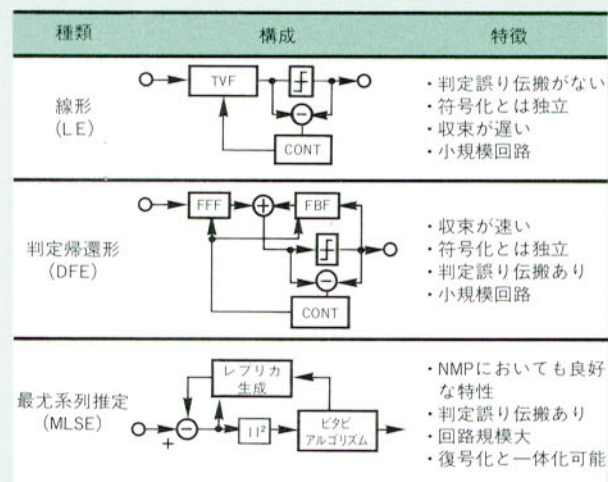 種類 構成 特徴
線形
(LE)
TVF
−
CONT
・判定誤り伝搬がない
・符号化とは独立
・収束が遅い
・小規模回路
判定帰還形
(DFE)
FFF + FBF
−
CONT
・収束が速い
・符号化とは独立
・判定誤り伝搬あり
・小規模回路
最尤系列推定
(MLSE)
レプリカ
生成
+ −
||²
ビタビ
アルゴリズム
・NMPにおいても良好
な特性
・判定誤り伝搬あり
・回路規模大
・復号化と一体化可能